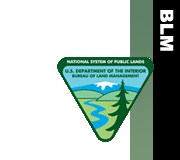 NATIONAL SYSTEM OF PUBLIC LANDS
U.S. DEPARTMENT OF THE INTERIOR
BUREAU OF LAND MANAGEMENT
BLM